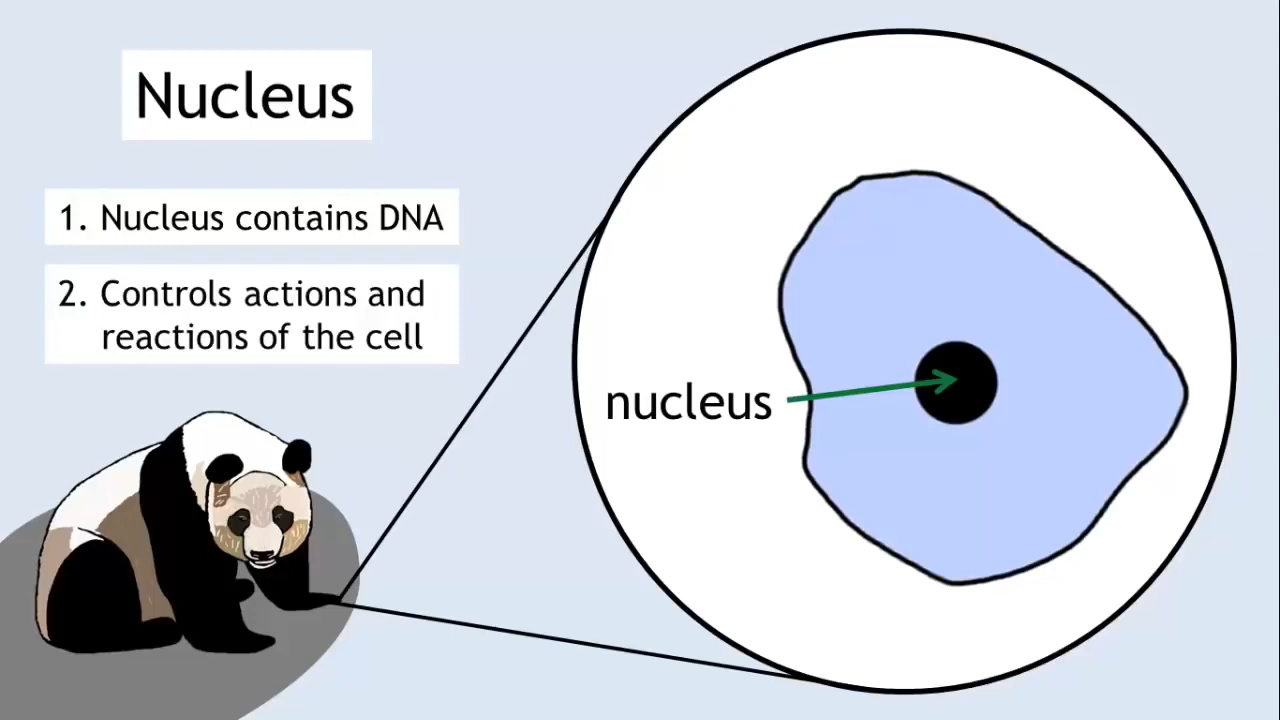 Nucleus
1. Nucleus contains DNA
2. Controls actions and
reactions of the cell
nucleus